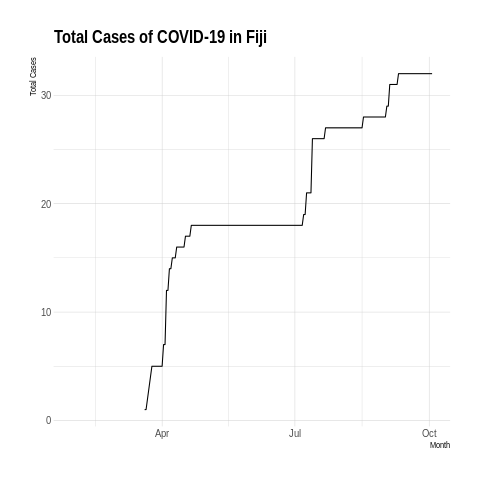 Total Cases of COVID-19 in Fiji
Total Cases
30
20
10
0
Apr
Jul
Oct
Month